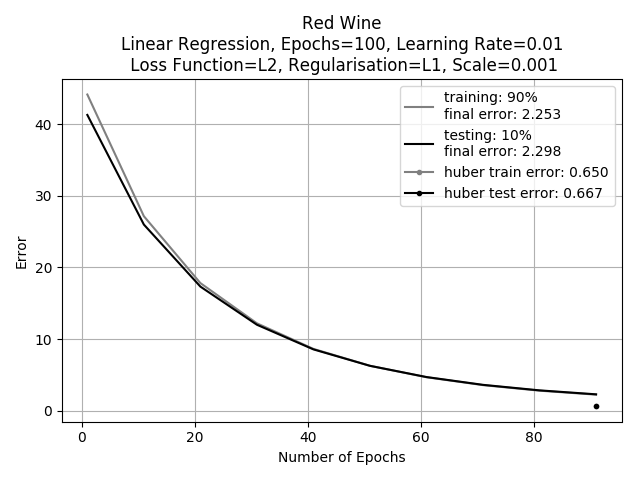 Red Wine
Linear Regression, Epochs=100, Learning Rate=0.01
Loss Function=L2, Regularisation=L1, Scale=0.001
training: 90%
final error: 2.253
testing: 10%
final error: 2.298
huber train error: 0.650
huber test error: 0.667
Error
40
30
20
10
0
0 20 40 60 80
Number of Epochs